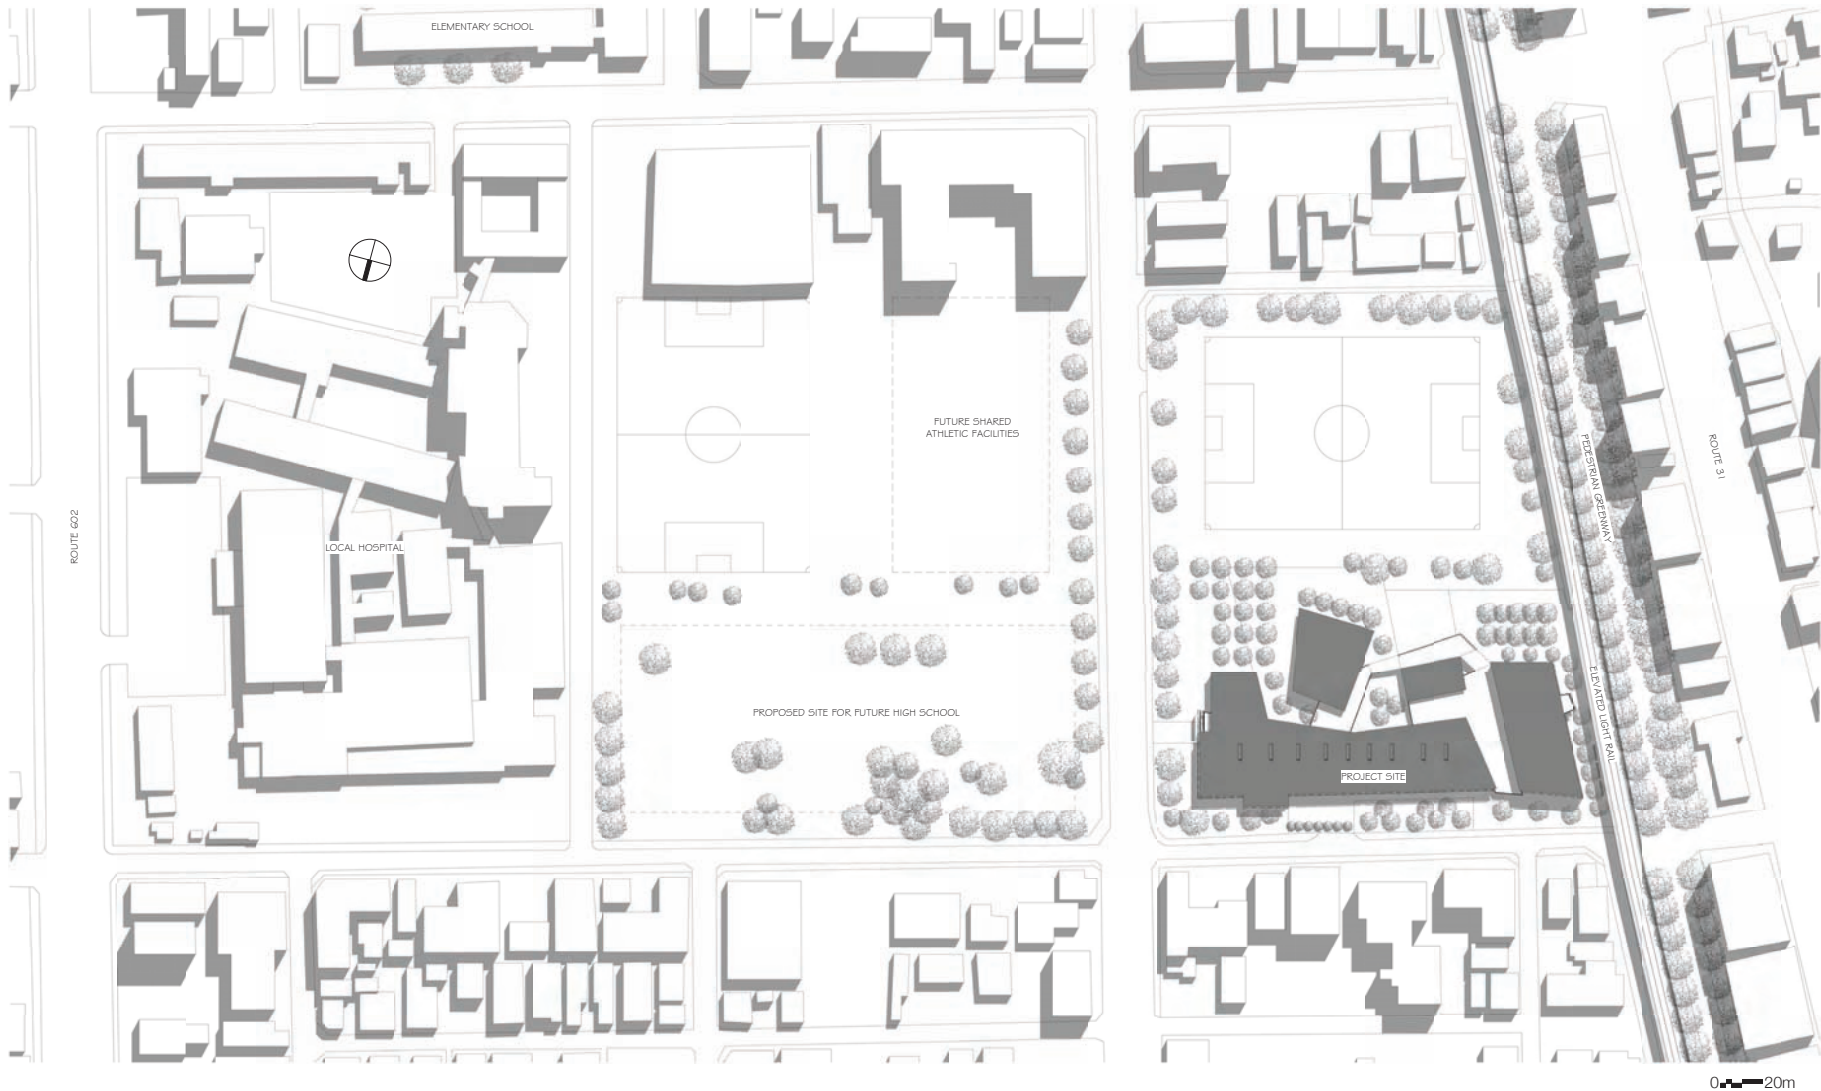 ELEMENTARY SCHOOL
FUTURE SHARED
ATHLETIC FACILITIES
PEDESTRIAN GREENWAY
ROUTE 31
ROUTE 602
LOCAL HOSPITAL
PROPOSED SITE FOR FUTURE HIGH SCHOOL
ELEVATED LIGHT RAIL
PROJECT SITE
0 20m